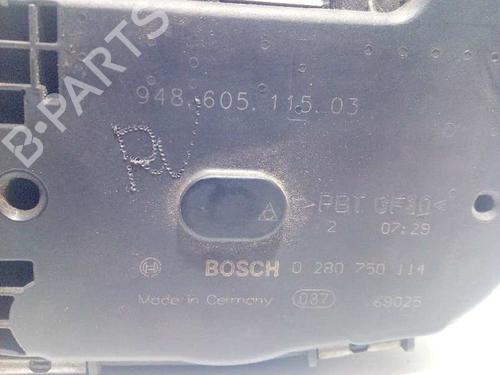 B-PARTS
948.605.115.03
>PBT GF30<
2 07:29
BOSCH 0 280 750 114
Made in Germany 087 69025